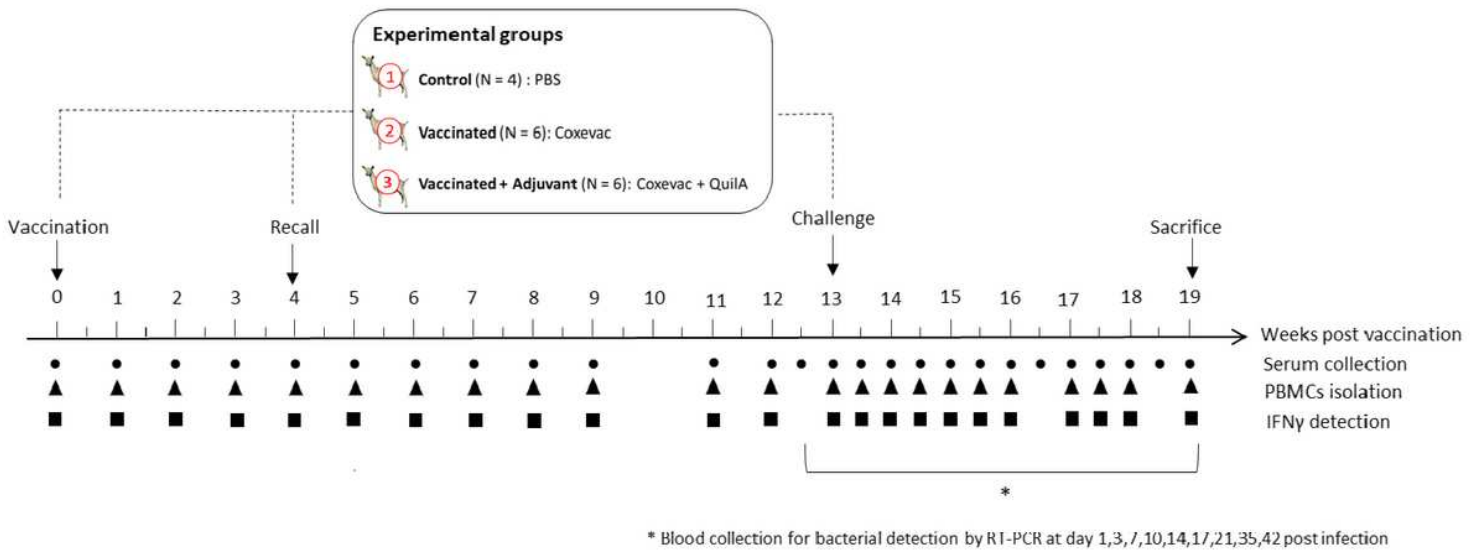 Experimental groups
1 Control (N = 4) : PBS
2 Vaccinated (N = 6): Coxevac
3 Vaccinated + Adjuvant (N = 6): Coxevac + QuilA
Vaccination
Recall
Challenge
Sacrifice
0 1 2 3 4 5 6 7 8 9 10 11 12 13 14 15 16 17 18 19
Weeks post vaccination
Serum collection
PBMCs isolation
IFNγ detection
*
* Blood collection for bacterial detection by RT-PCR at day 1,3,7,10,14,17,21,35,42 post infection